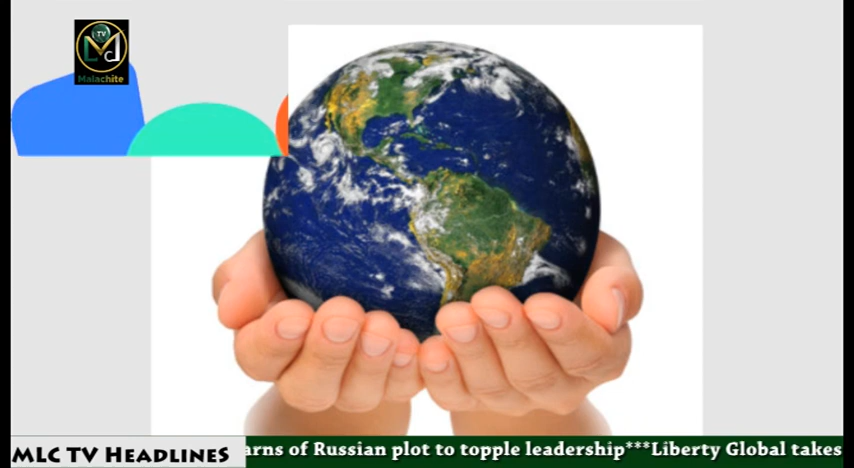 TV
Malachite
MLC TV Headlines
arns of Russian plot to topple leadership***Liberty Global takes